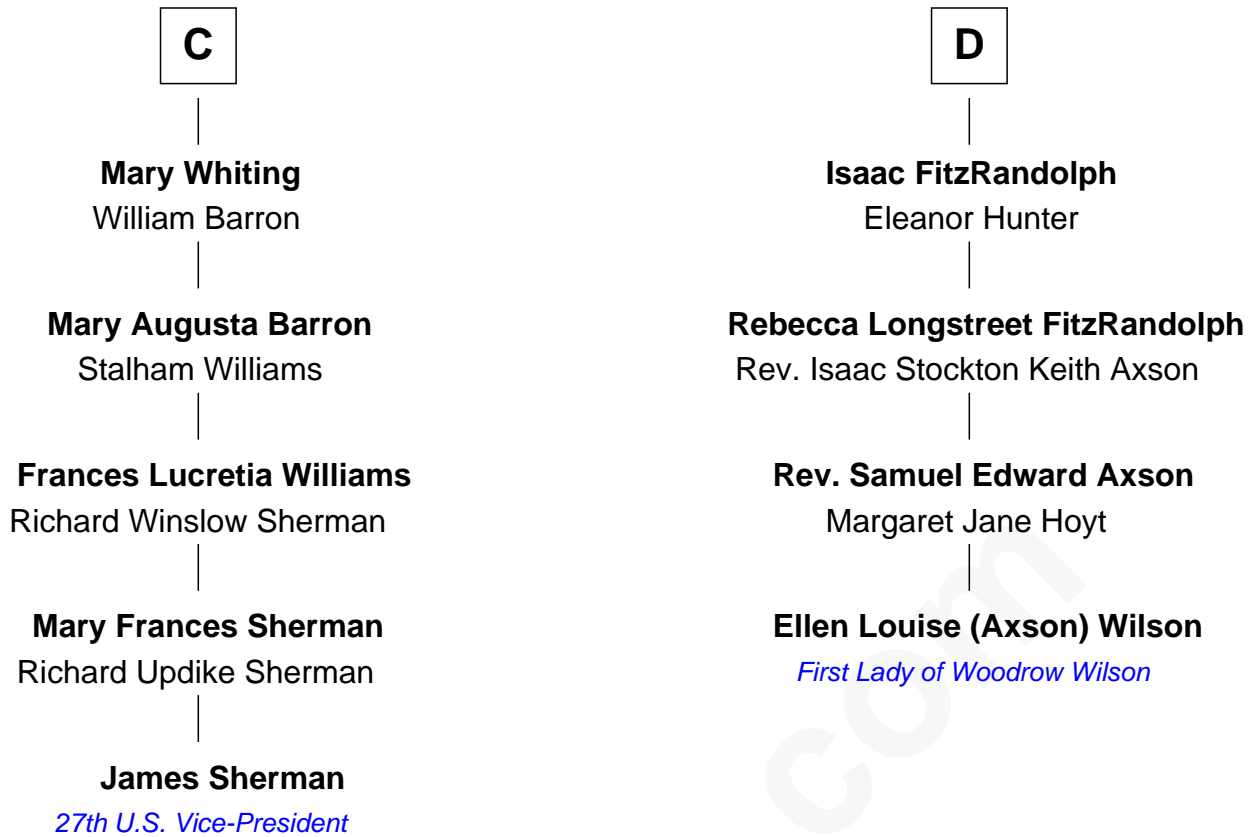 C
Mary Whiting
William Barron
Mary Augusta Barron
Stalham Williams
Frances Lucretia Williams
Richard Winslow Sherman
Mary Frances Sherman
Richard Updike Sherman
James Sherman
27th U.S. Vice-President
D
Isaac FitzRandolph
Eleanor Hunter
Rebecca Longstreet FitzRandolph
Rev. Isaac Stockton Keith Axson
Rev. Samuel Edward Axson
Margaret Jane Hoyt
Ellen Louise (Axson) Wilson
First Lady of Woodrow Wilson
com